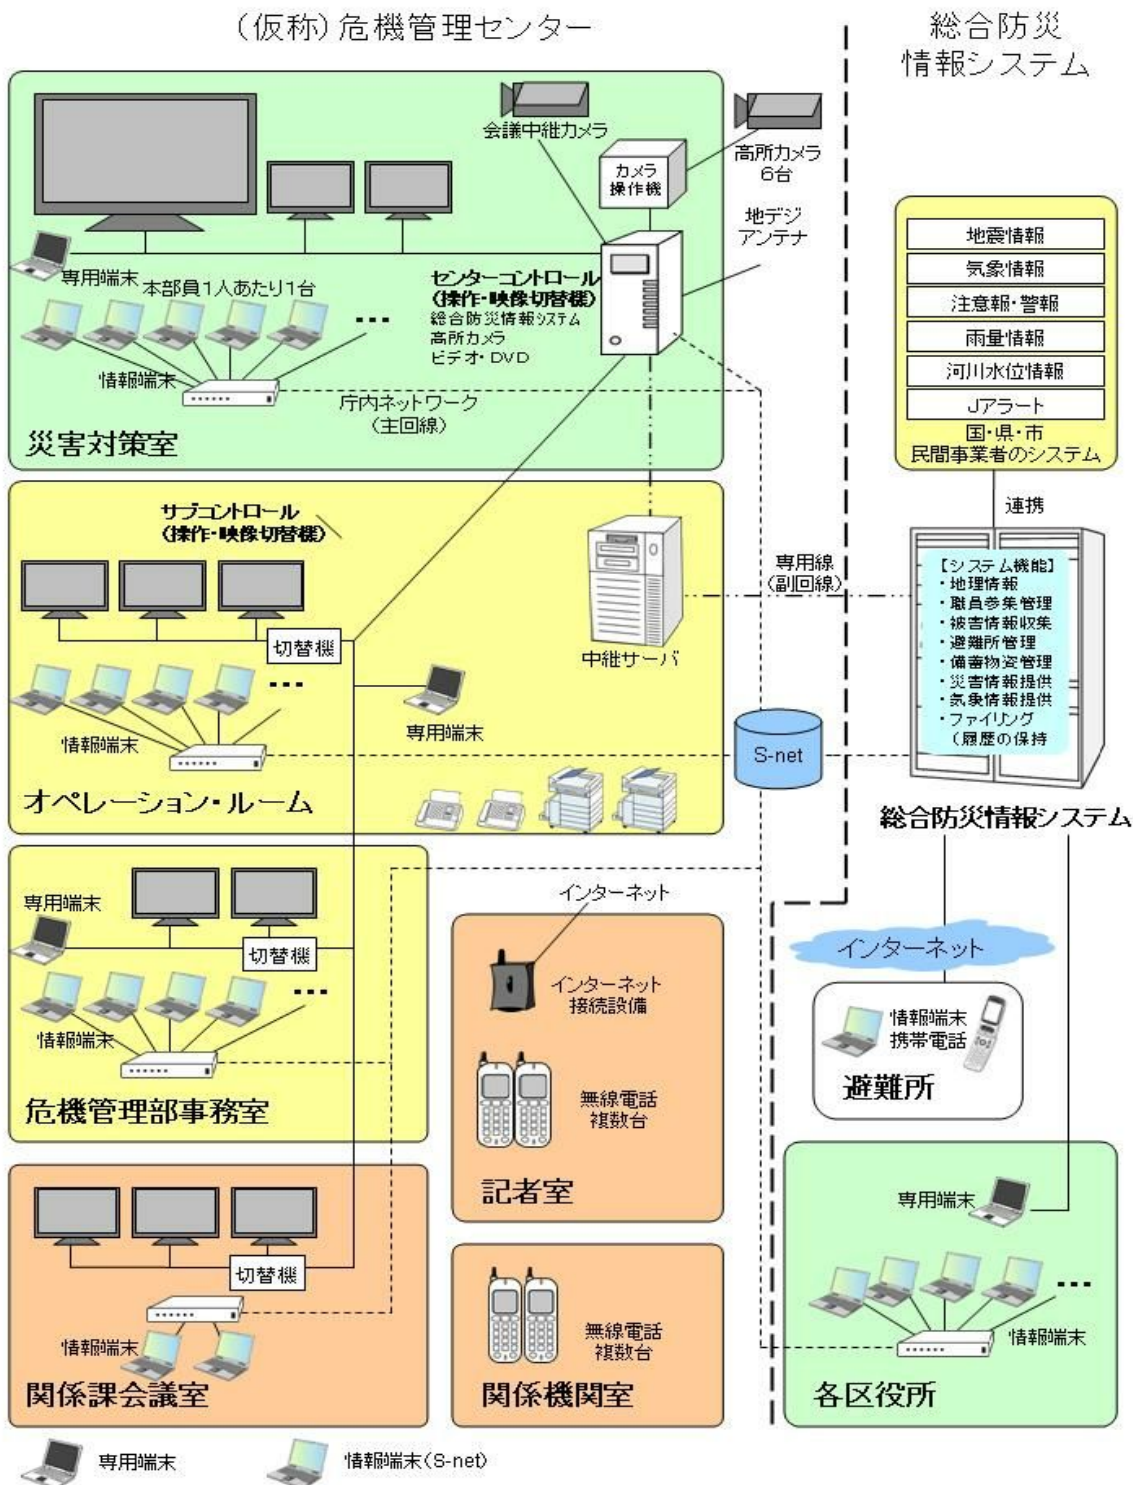 （仮称）危機管理センター
総合防災
情報システム
会議中継カメラ
高所カメラ
6台
カメラ
操作機
地デジ
アンテナ
専用端末
本部員1人あたり1台
センターコントロール
（操作・映像切替機）
総合防災情報システム
高所カメラ
ビデオ・DVD
情報端末
庁内ネットワーク
（主回線）
災害対策室
地震情報
気象情報
注意報・警報
雨量情報
河川水位情報
Jアラート
国・県・市
民間事業者のシステム
連携
サブコントロール
（操作・映像切替機）
切替機
情報端末
専用端末
中継サーバ
専用線
（副回線）
オペレーション・ルーム
S-net
【システム機能】
・地理情報
・職員参集管理
・被害情報収集
・避難所管理
・備蓄物資管理
・災害情報提供
・気象情報提供
・ファイリング
（履歴の保持
総合防災情報システム
専用端末
切替機
情報端末
危機管理部事務室
インターネット
インターネット
接続設備
無線電話
複数台
記者室
インターネット
情報端末
携帯電話
避難所
切替機
情報端末
関係課会議室
無線電話
複数台
関係機関室
専用端末
情報端末
各区役所
専用端末
情報端末（S-net）